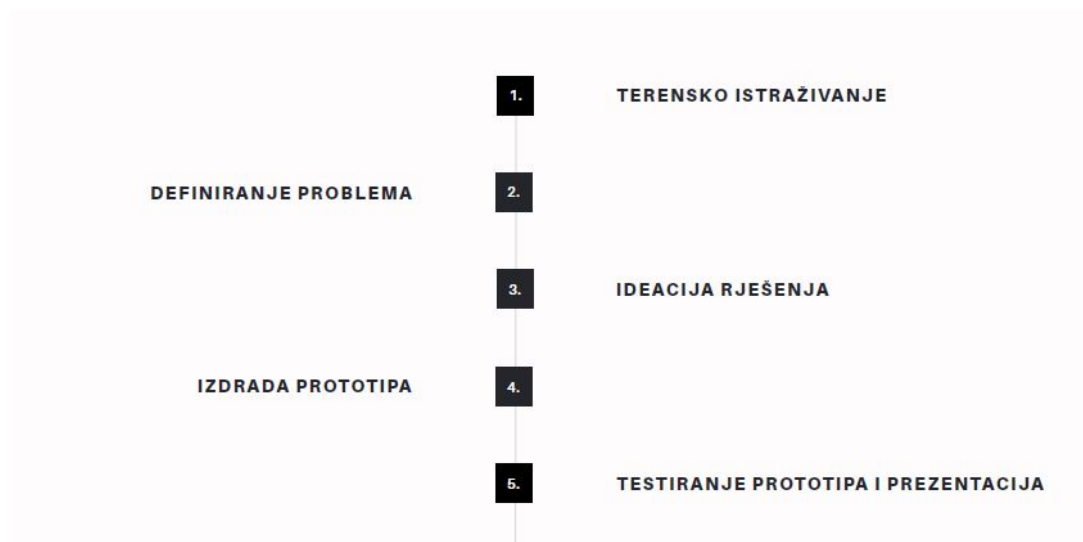 1. TERENSKO ISTRAŽIVANJE
DEFINIRANJE PROBLEMA 2.
3. IDEACIJA RJEŠENJA
IZDRADA PROTOTIPA 4.
5. TESTIRANJE PROTOTIPA I PREZENTACIJA